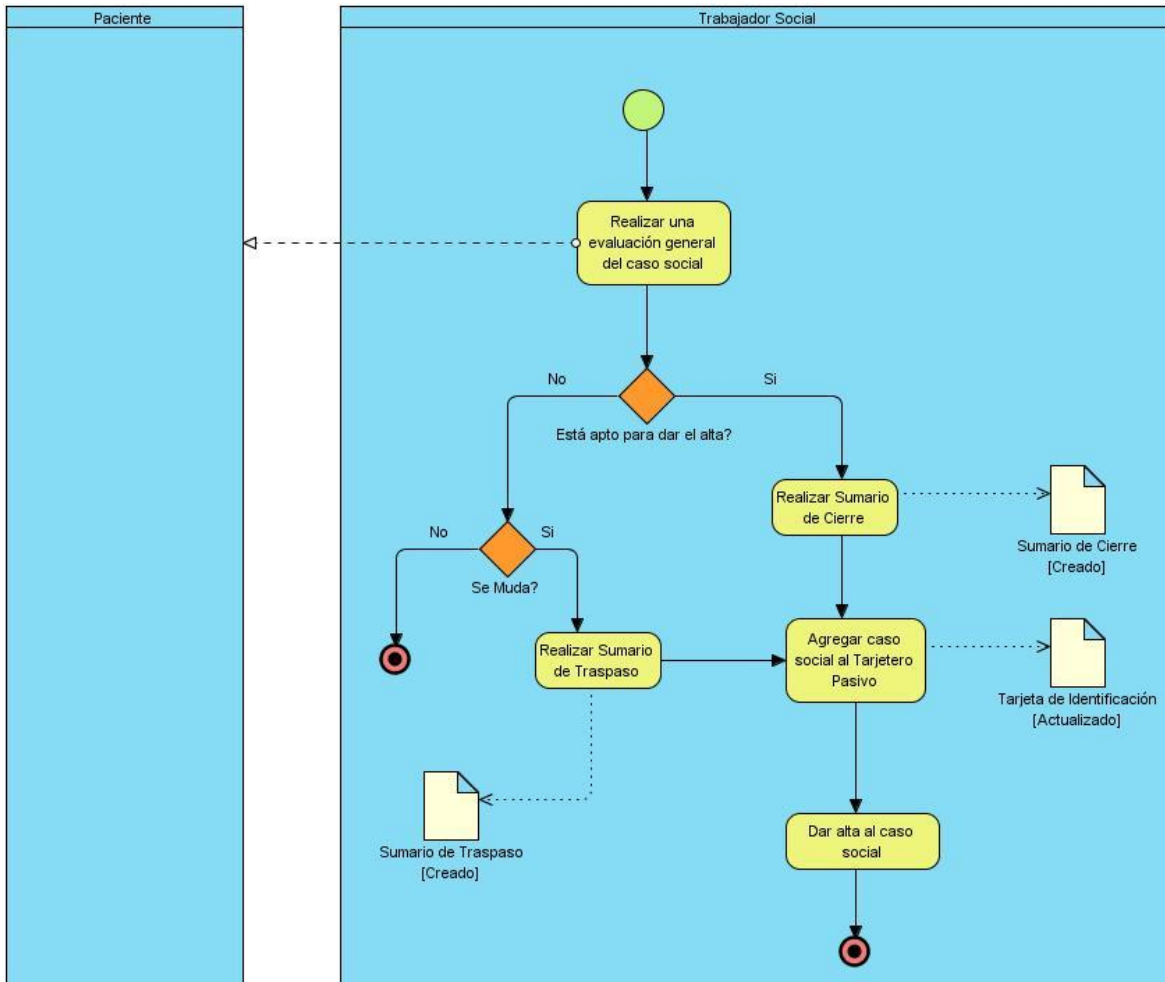 Paciente
Trabajador Social
Realizar una
evaluación general
del caso social
No
Si
Está apto para dar el alta?
Realizar Sumario
de Cierre
Sumario de Cierre
[Creado]
No
Si
Se Muda?
Realizar Sumario
de Traspaso
Agregar caso
social al Tarjetero
Pasivo
Tarjeta de Identificación
[Actualizado]
Sumario de Traspaso
[Creado]
Dar alta al caso
social